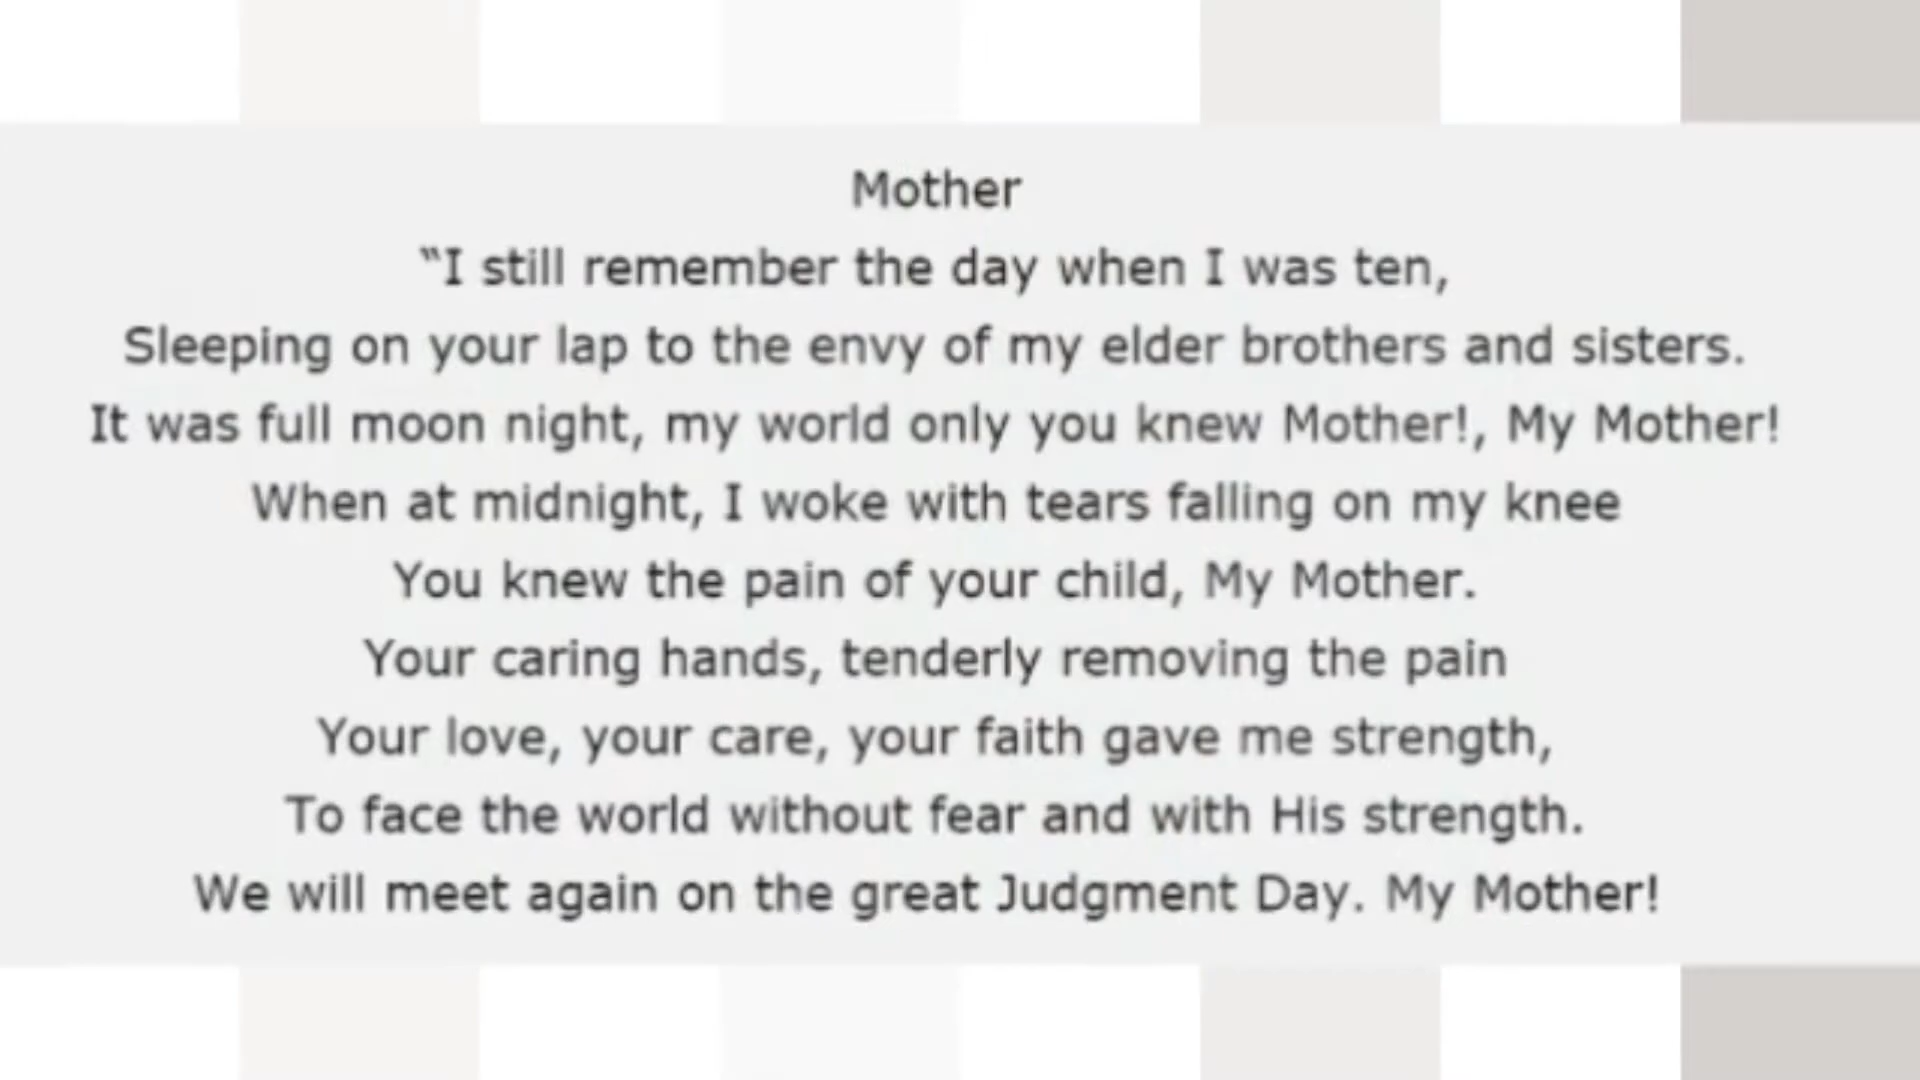 Mother
“I still remember the day when I was ten,
Sleeping on your lap to the envy of my elder brothers and sisters.
It was full moon night, my world only you knew Mother!, My Mother!
When at midnight, I woke with tears falling on my knee
You knew the pain of your child, My Mother.
Your caring hands, tenderly removing the pain
Your love, your care, your faith gave me strength,
To face the world without fear and with His strength.
We will meet again on the great Judgment Day. My Mother!